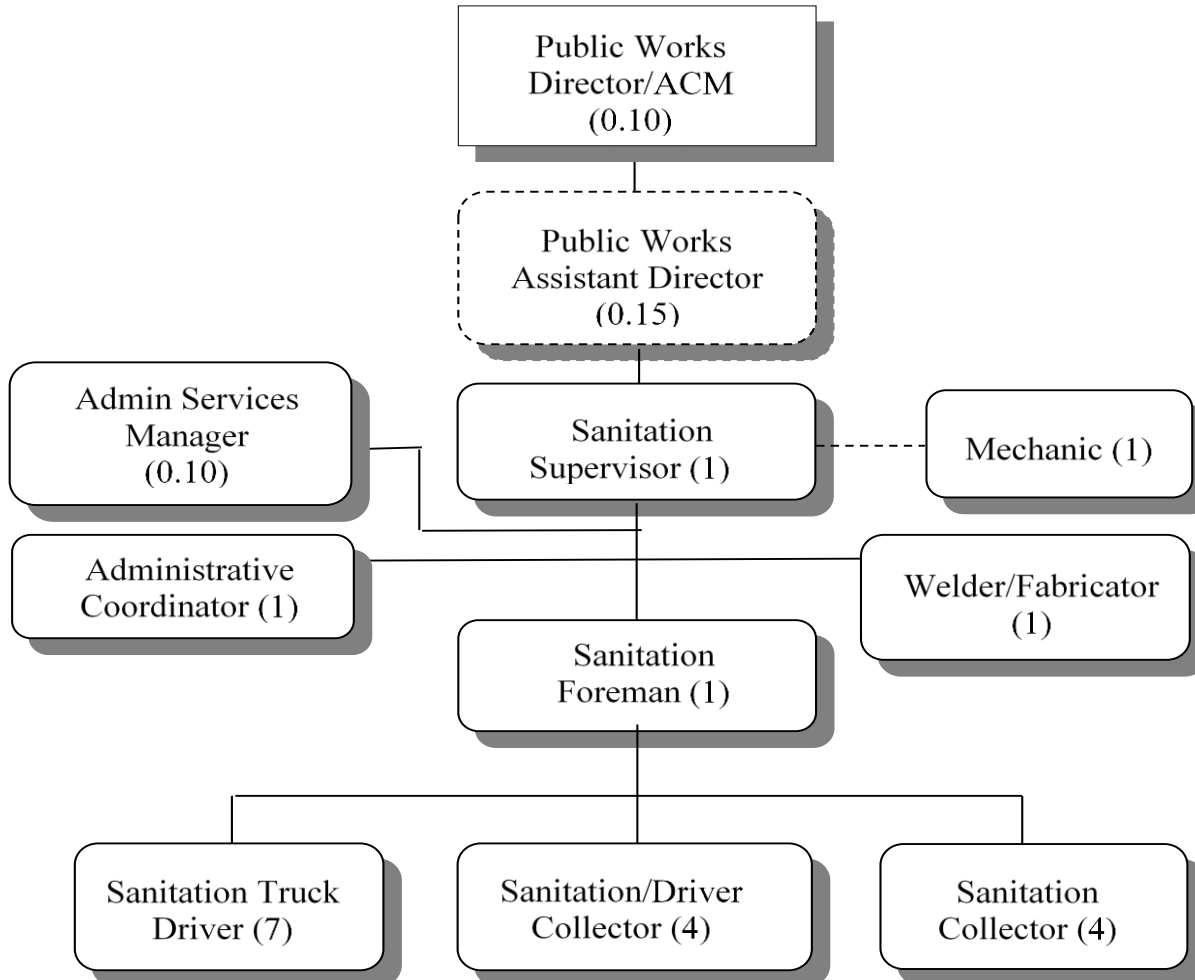 Public Works
Director/ACM
(0.10)
Public Works
Assistant Director
(0.15)
Admin Services
Manager
(0.10)
Sanitation
Supervisor (1)
Mechanic (1)
Administrative
Coordinator (1)
Welder/Fabricator
(1)
Sanitation
Foreman (1)
Sanitation Truck
Driver (7)
Sanitation/Driver
Collector (4)
Sanitation
Collector (4)